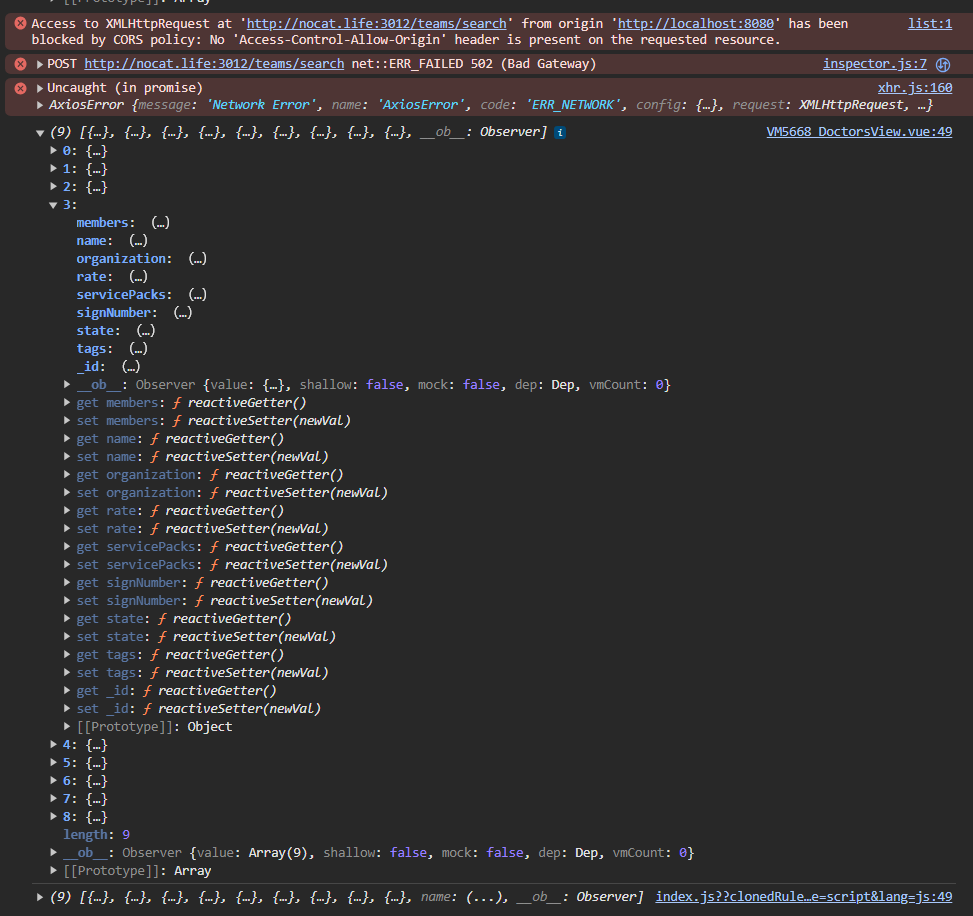 Access to XMLHttpRequest at 'http://nocat.life:3012/teams/search' from origin 'http://localhost:8080' has been list:1
blocked by CORS policy: No 'Access-Control-Allow-Origin' header is present on the requested resource.
POST http://nocat.life:3012/teams/search net::ERR_FAILED 502 (Bad Gateway) inspector.js:7
Uncaught (in promise) xhr.js:160
AxiosError {message: 'Network Error', name: 'AxiosError', code: 'ERR_NETWORK', config: {…}, request: XMLHttpRequest, …}
(9) [{…}, {…}, {…}, {…}, {…}, {…}, {…}, {…}, {…}, __ob__: Observer] i VM5668 DoctorsView.vue:49
0: {…}
1: {…}
2: {…}
3:
members: (…)
name: (…)
organization: (…)
rate: (…)
servicePacks: (…)
signNumber: (…)
state: (…)
tags: (…)
_id: (…)
__ob__: Observer {value: {…}, shallow: false, mock: false, dep: Dep, vmCount: 0}
get members: ƒ reactiveGetter()
set members: ƒ reactiveSetter(newVal)
get name: ƒ reactiveGetter()
set name: ƒ reactiveSetter(newVal)
get organization: ƒ reactiveGetter()
set organization: ƒ reactiveSetter(newVal)
get rate: ƒ reactiveGetter()
set rate: ƒ reactiveSetter(newVal)
get servicePacks: ƒ reactiveGetter()
set servicePacks: ƒ reactiveSetter(newVal)
get signNumber: ƒ reactiveGetter()
set signNumber: ƒ reactiveSetter(newVal)
get state: ƒ reactiveGetter()
set state: ƒ reactiveSetter(newVal)
get tags: ƒ reactiveGetter()
set tags: ƒ reactiveSetter(newVal)
get _id: ƒ reactiveGetter()
set _id: ƒ reactiveSetter(newVal)
[[Prototype]]: Object
4: {…}
5: {…}
6: {…}
7: {…}
8: {…}
length: 9
__ob__: Observer {value: Array(9), shallow: false, mock: false, dep: Dep, vmCount: 0}
[[Prototype]]: Array
(9) [{…}, {…}, {…}, {…}, {…}, {…}, {…}, {…}, {…}, name: (...), __ob__: Observer] index.js??clonedRule…e=script&lang=js:49